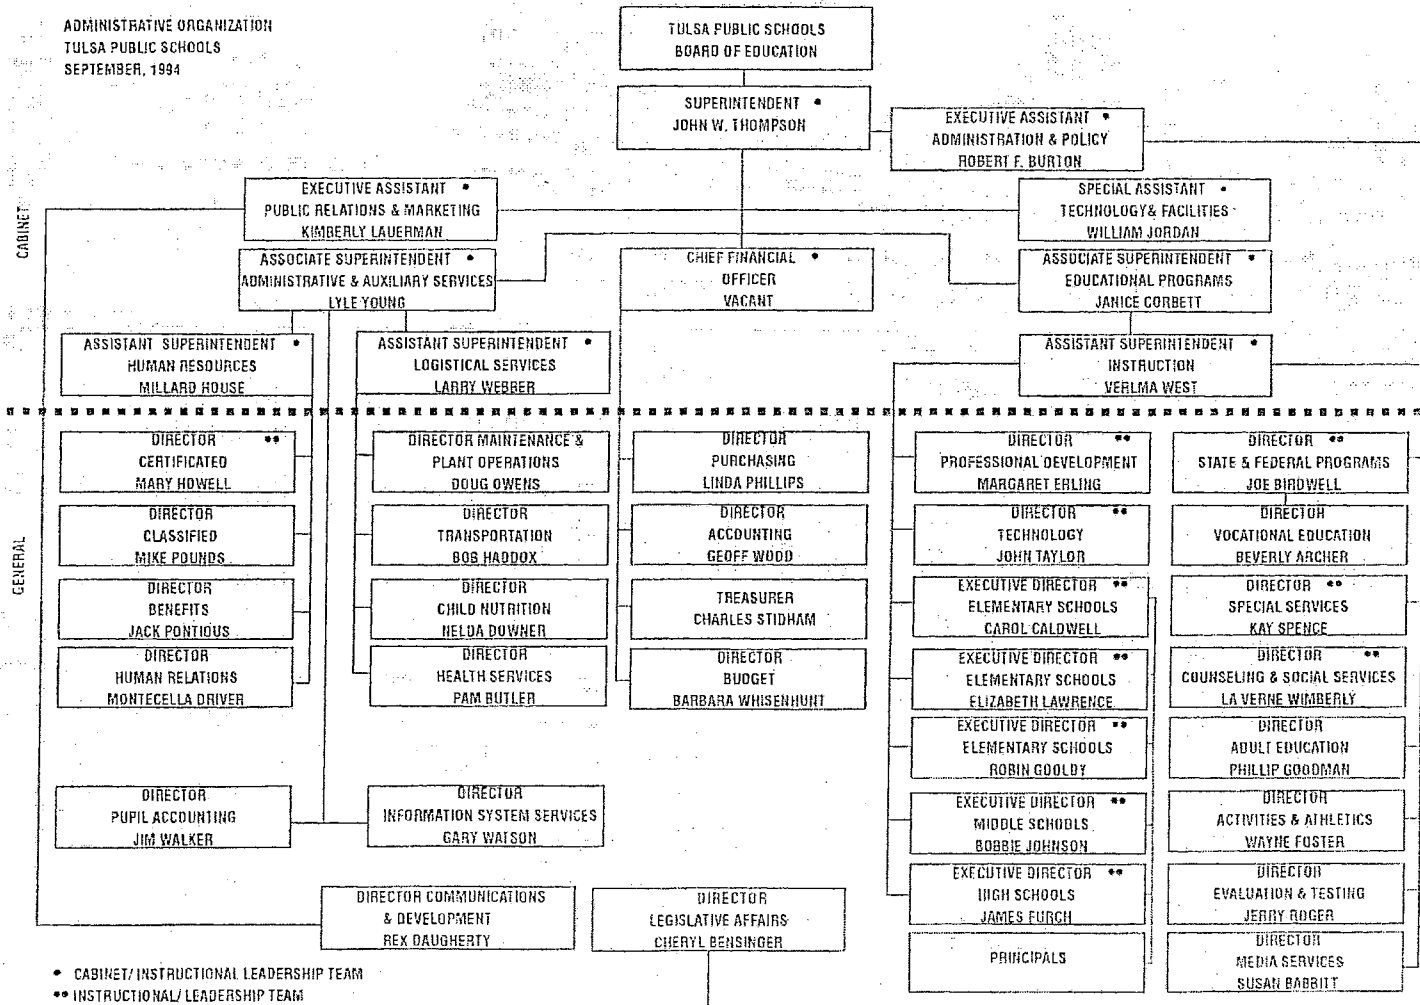 ADMINISTRATIVE ORGANIZATION
TULSA PUBLIC SCHOOLS
SEPTEMBER, 1994
TULSA PUBLIC SCHOOLS
BOARD OF EDUCATION
SUPERINTENDENT *
JOHN W. THOMPSON
EXECUTIVE ASSISTANT *
ADMINISTRATION & POLICY
ROBERT F. BURTON
CABINET
EXECUTIVE ASSISTANT *
PUBLIC RELATIONS & MARKETING
KIMBERLY LAUERMAN
SPECIAL ASSISTANT *
TECHNOLOGY & FACILITIES
WILLIAM JORDAN
ASSOCIATE SUPERINTENDENT *
ADMINISTRATIVE & AUXILIARY SERVICES
LYLE YOUNG
CHIEF FINANCIAL *
OFFICER
VACANT
ASSOCIATE SUPERINTENDENT *
EDUCATIONAL PROGRAMS
JANICE CORBETT
ASSISTANT SUPERINTENDENT *
HUMAN RESOURCES
MILLARD HOUSE
ASSISTANT SUPERINTENDENT *
LOGISTICAL SERVICES
LARRY WEBBER
ASSISTANT SUPERINTENDENT *
INSTRUCTION
VERLMA WEST
GENERAL
DIRECTOR **
CERTIFICATED
MARY HOWELL
DIRECTOR
CLASSIFIED
MIKE POUNDS
DIRECTOR
BENEFITS
JACK PONTIOUS
DIRECTOR
HUMAN RELATIONS
MONTECELLA DRIVER
DIRECTOR MAINTENANCE &
PLANT OPERATIONS
DOUG OWENS
DIRECTOR
TRANSPORTATION
BOB HADDOX
DIRECTOR
CHILD NUTRITION
NELDA DOWNER
DIRECTOR
HEALTH SERVICES
PAM BUTLER
DIRECTOR
PURCHASING
LINDA PHILLIPS
DIRECTOR
ACCOUNTING
GEOFF WOOD
TREASURER
CHARLES STIDHAM
DIRECTOR
BUDGET
BARBARA WHISENHUNT
DIRECTOR **
PROFESSIONAL DEVELOPMENT
MARGARET ERLING
DIRECTOR **
TECHNOLOGY
JOHN TAYLOR
EXECUTIVE DIRECTOR **
ELEMENTARY SCHOOLS
CAROL CALDWELL
EXECUTIVE DIRECTOR **
ELEMENTARY SCHOOLS
ELIZABETH LAWRENCE
EXECUTIVE DIRECTOR **
ELEMENTARY SCHOOLS
ROBIN GOOLDY
EXECUTIVE DIRECTOR **
MIDDLE SCHOOLS
BOBBIE JOHNSON
EXECUTIVE DIRECTOR **
HIGH SCHOOLS
JAMES FURCH
PRINCIPALS
DIRECTOR **
STATE & FEDERAL PROGRAMS
JOE BIRDWELL
DIRECTOR
VOCATIONAL EDUCATION
BEVERLY ARCHER
DIRECTOR **
SPECIAL SERVICES
KAY SPENCE
DIRECTOR **
COUNSELING & SOCIAL SERVICES
LA VERNE WIMBERLY
DIRECTOR
ADULT EDUCATION
PHILLIP GOODMAN
DIRECTOR
ACTIVITIES & ATHLETICS
WAYNE FOSTER
DIRECTOR
EVALUATION & TESTING
JERRY ROGER
DIRECTOR
MEDIA SERVICES
SUSAN BABBITT
DIRECTOR
PUPIL ACCOUNTING
JIM WALKER
DIRECTOR
INFORMATION SYSTEM SERVICES
GARY WATSON
DIRECTOR COMMUNICATIONS
& DEVELOPMENT
REX DAUGHERTY
DIRECTOR
LEGISLATIVE AFFAIRS
CHERYL BENSINGER
* CABINET/INSTRUCTIONAL LEADERSHIP TEAM
** INSTRUCTIONAL/LEADERSHIP TEAM